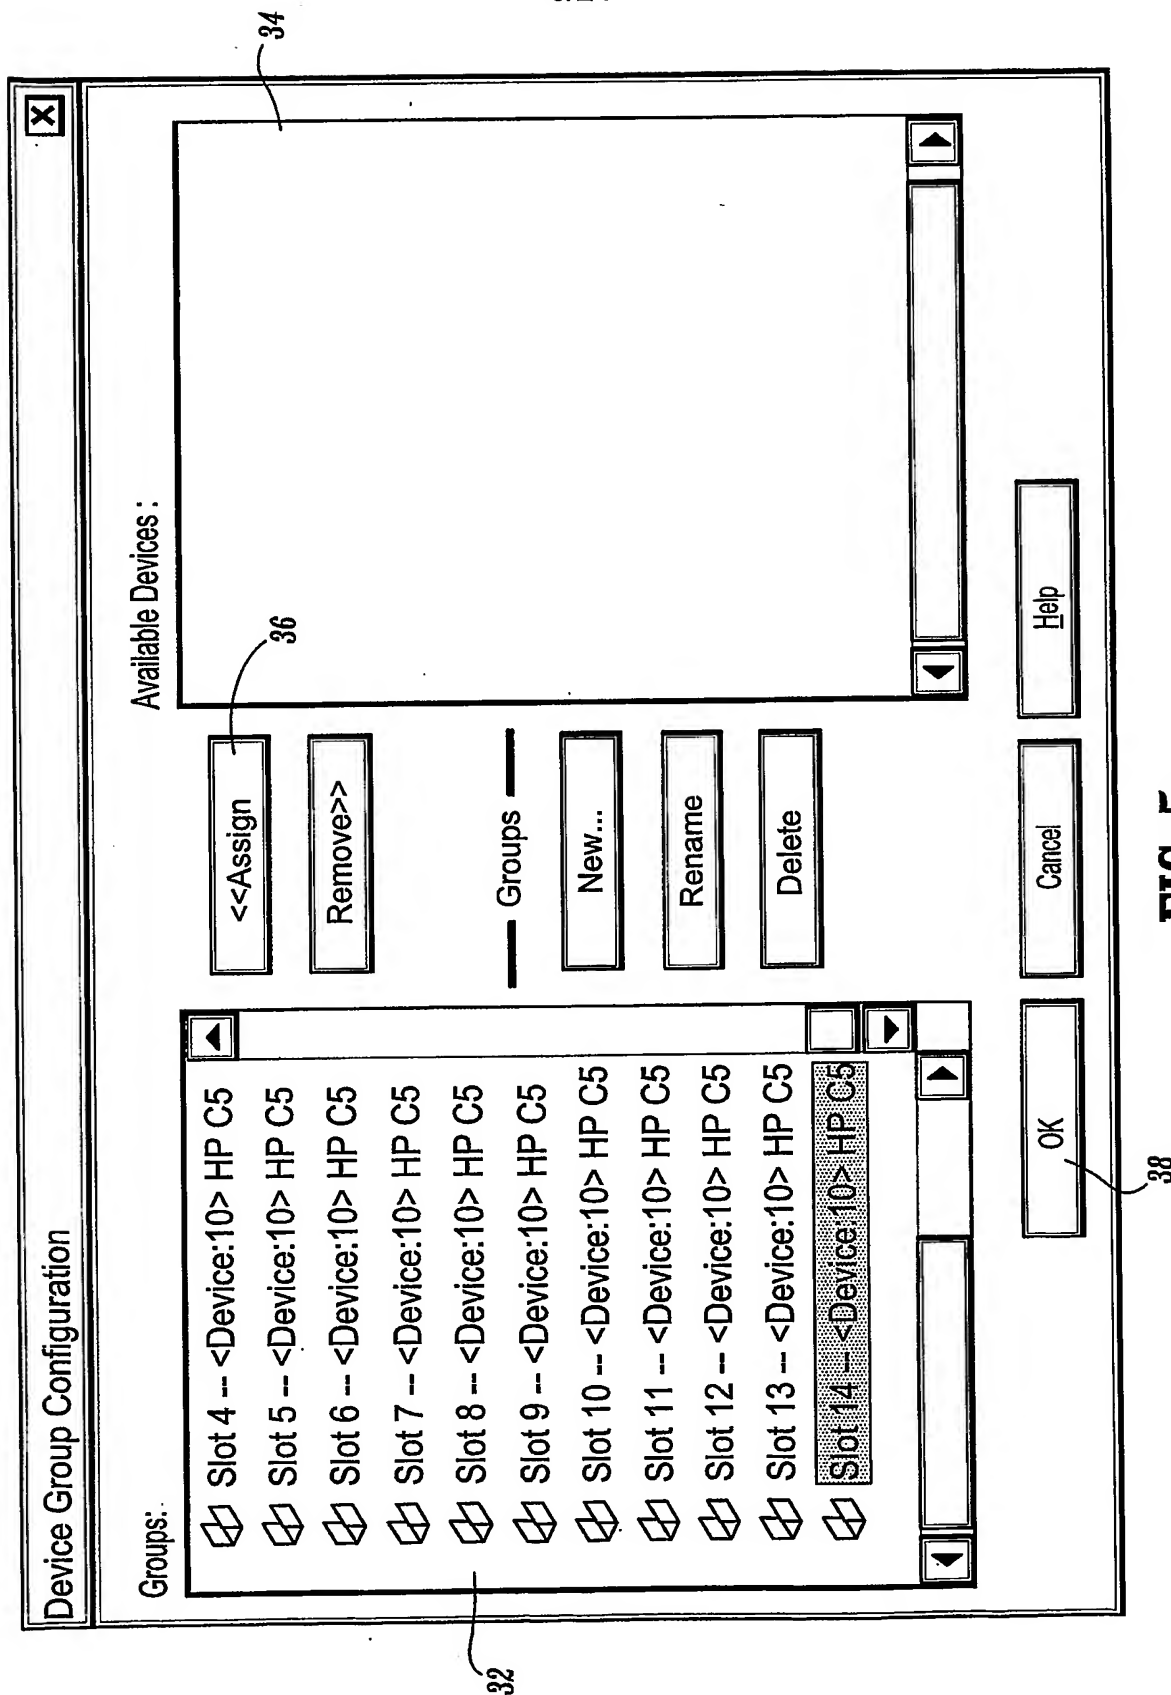 Device Group Configuration
X
Groups:
Available Devices :
34
Slot 4 -- <Device:10> HP C5
Slot 5 -- <Device:10> HP C5
Slot 6 -- <Device:10> HP C5
Slot 7 -- <Device:10> HP C5
Slot 8 -- <Device:10> HP C5
Slot 9 -- <Device:10> HP C5
Slot 10 -- <Device:10> HP C5
Slot 11 -- <Device:10> HP C5
Slot 12 -- <Device:10> HP C5
Slot 13 -- <Device:10> HP C5
Slot 14 -- <Device:10> HP C5
32
<<Assign
36
Remove>>
Groups
New...
Rename
Delete
OK
Cancel
Help
38